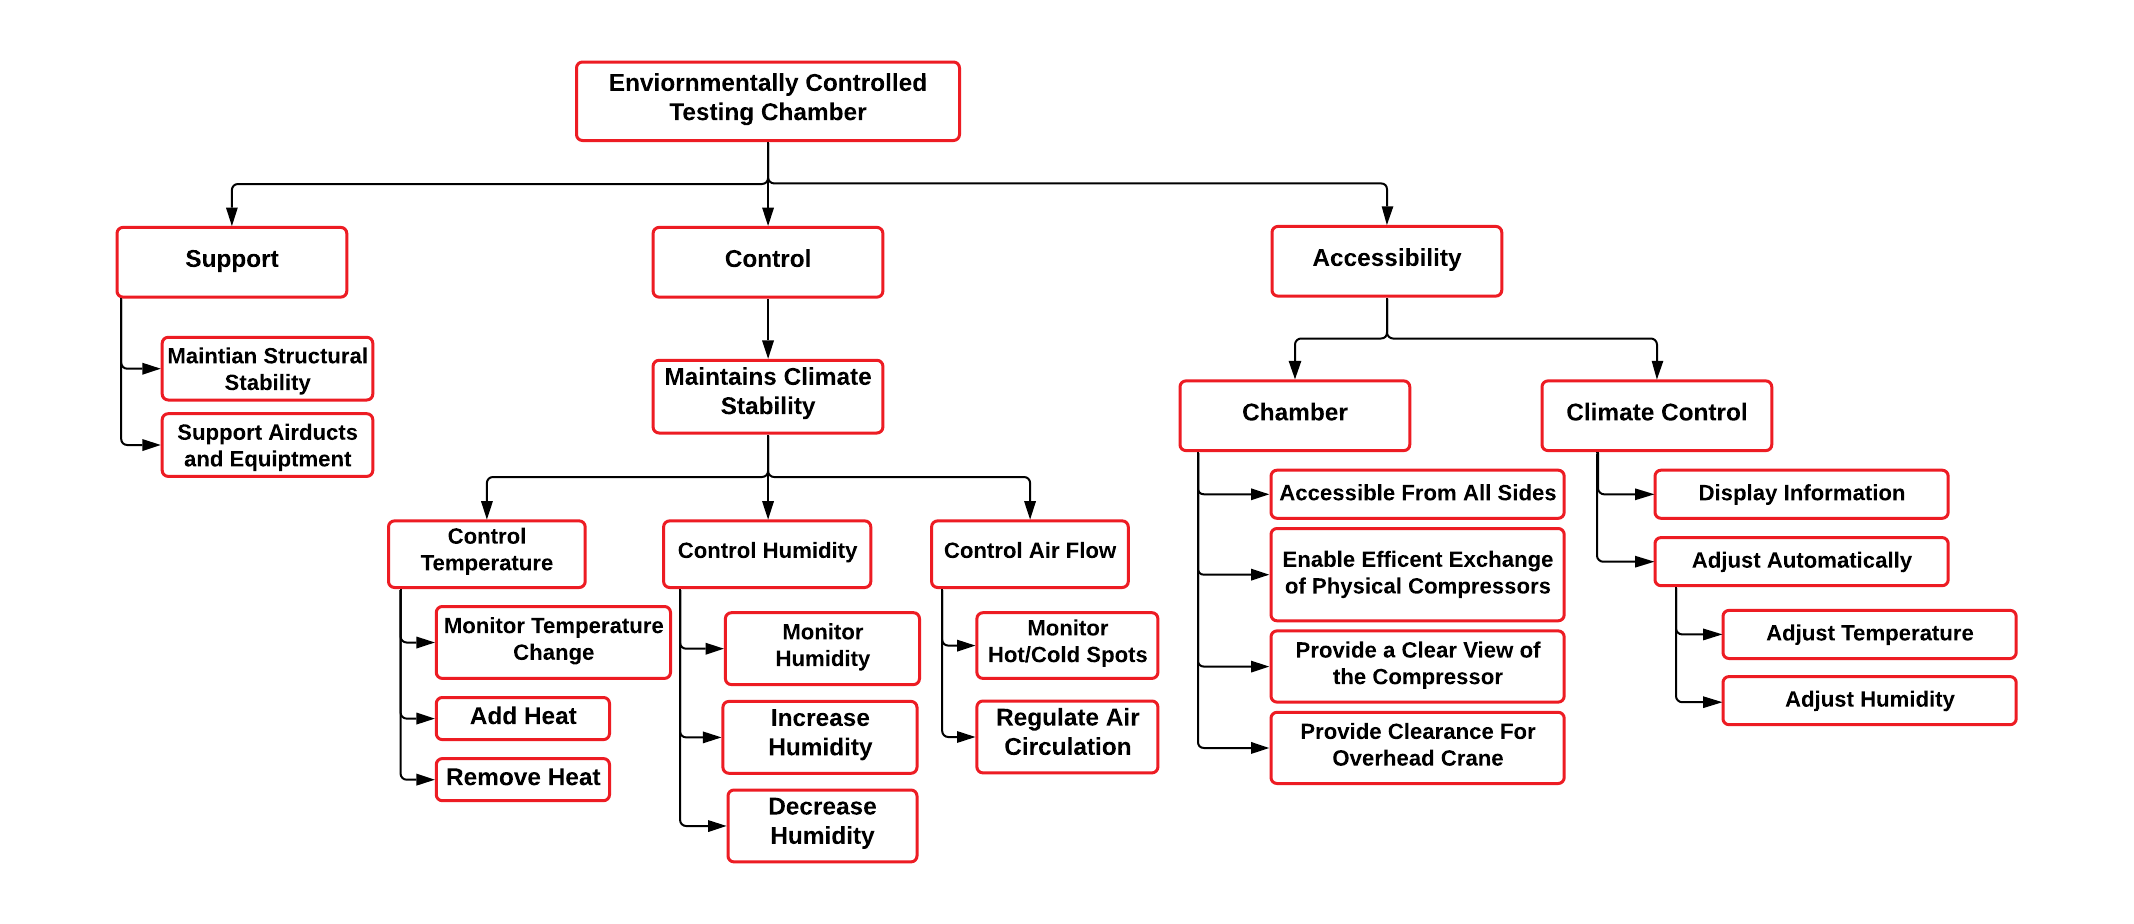 Enviornmentally Controlled
Testing Chamber
Support
Control
Accessibility
Maintian Structural
Stability
Support Airducts
and Equiptment
Maintains Climate
Stability
Control
Temperature
Monitor Temperature
Change
Add Heat
Remove Heat
Control Humidity
Monitor
Humidity
Increase
Humidity
Decrease
Humidity
Control Air Flow
Monitor
Hot/Cold Spots
Regulate Air
Circulation
Chamber
Accessible From All Sides
Enable Efficent Exchange
of Physical Compressors
Provide a Clear View of
the Compressor
Provide Clearance For
Overhead Crane
Climate Control
Display Information
Adjust Automatically
Adjust Temperature
Adjust Humidity